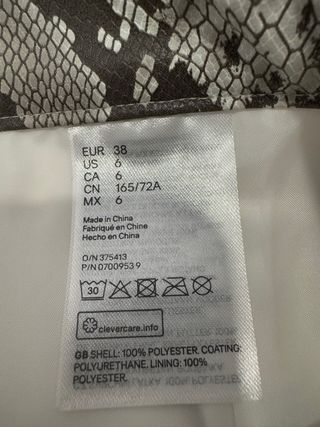 EUR 38
US 6
CA 6
CN 165/72A
MX 6
Made in China
Fabriqué en Chine
Hecho en China
O/N 375413
P/N 0700953 9
30
clevercare.info
GB SHELL: 100% POLYESTER. COATING:
POLYURETHANE. LINING: 100%
POLYESTER.